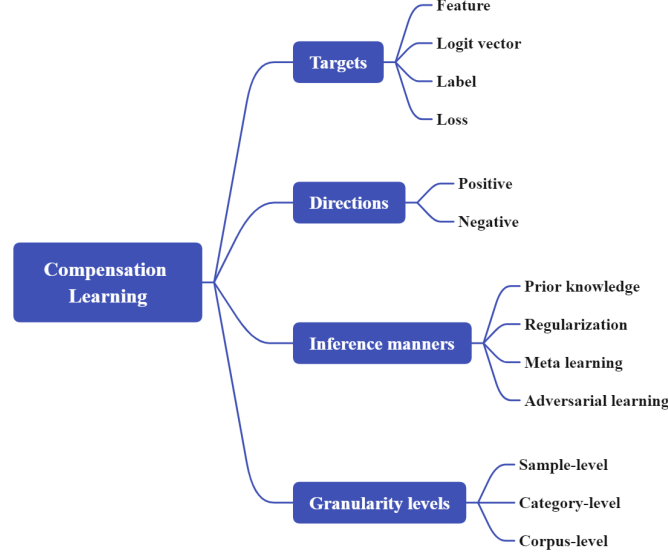 Compensation
Learning
Targets
Feature
Logit vector
Label
Loss
Directions
Positive
Negative
Inference manners
Prior knowledge
Regularization
Meta learning
Adversarial learning
Granularity levels
Sample-level
Category-level
Corpus-level